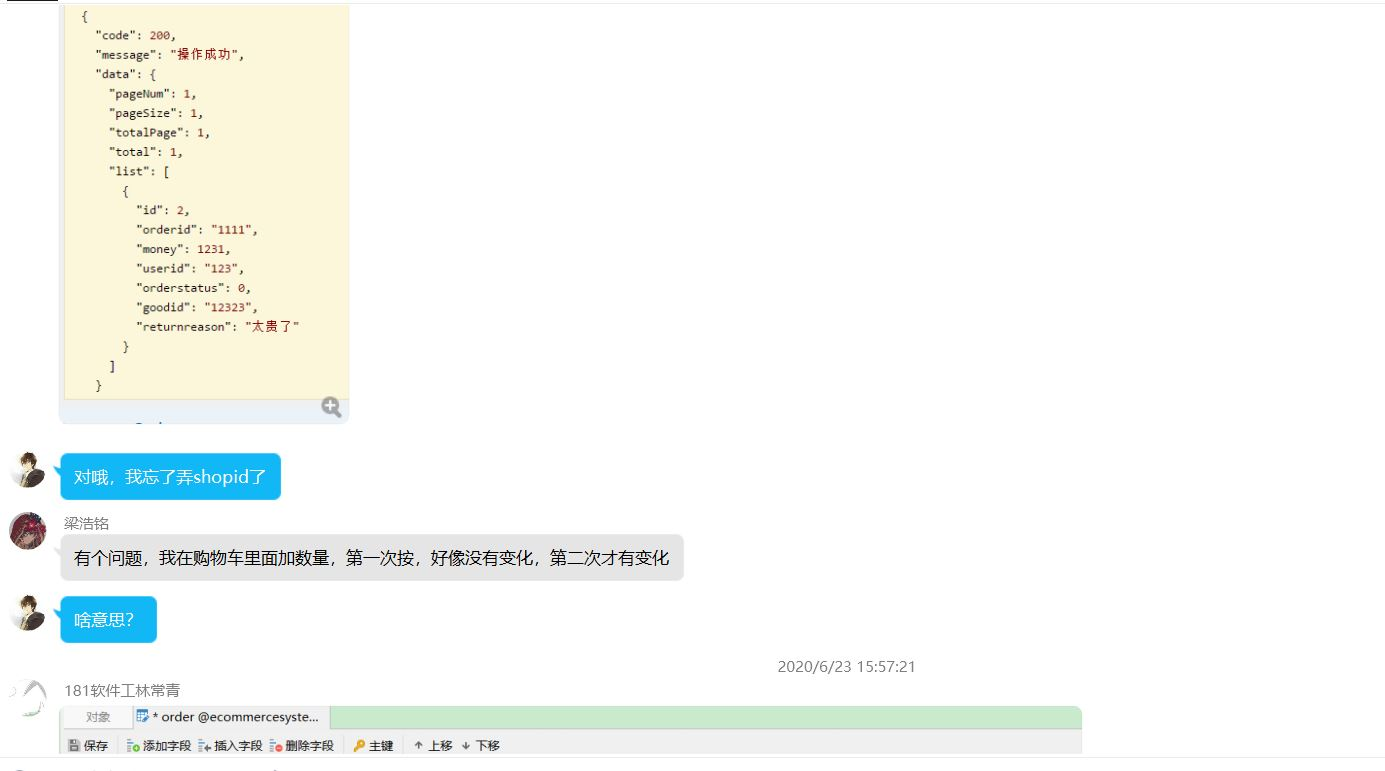 {
"code": 200,
"message": "操作成功",
"data": {
"pageNum": 1,
"pageSize": 1,
"totalPage": 1,
"total": 1,
"list": [
{
"id": 2,
"orderid": "1111",
"money": 1231,
"userid": "123",
"orderstatus": 0,
"goodid": "12323",
"returnreason": "太贵了"
}
]
}
对哦，我忘了弄shopid了
梁浩铭
有个问题，我在购物车里面加数量，第一次按，好像没有变化，第二次才有变化
啥意思？
2020/6/23 15:57:21
181软件工林常青
对象 * order @ecommercesyste...
保存 添加字段 插入字段 删除字段 主键 上移 下移